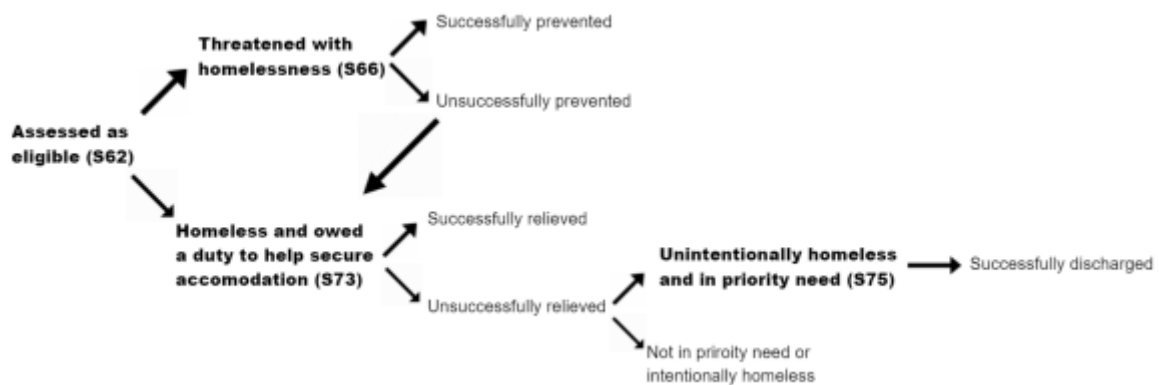 Successfully prevented
Threatened with
homelessness (S66)
Unsuccessfully prevented
Assessed as
eligible (S62)
Successfully relieved
Homeless and owed
a duty to help secure
accomodation (S73)
Unintentionally homeless
and in priority need (S75)
Successfully discharged
Unsuccessfully relieved
Not in priroity need or
intentionally homeless